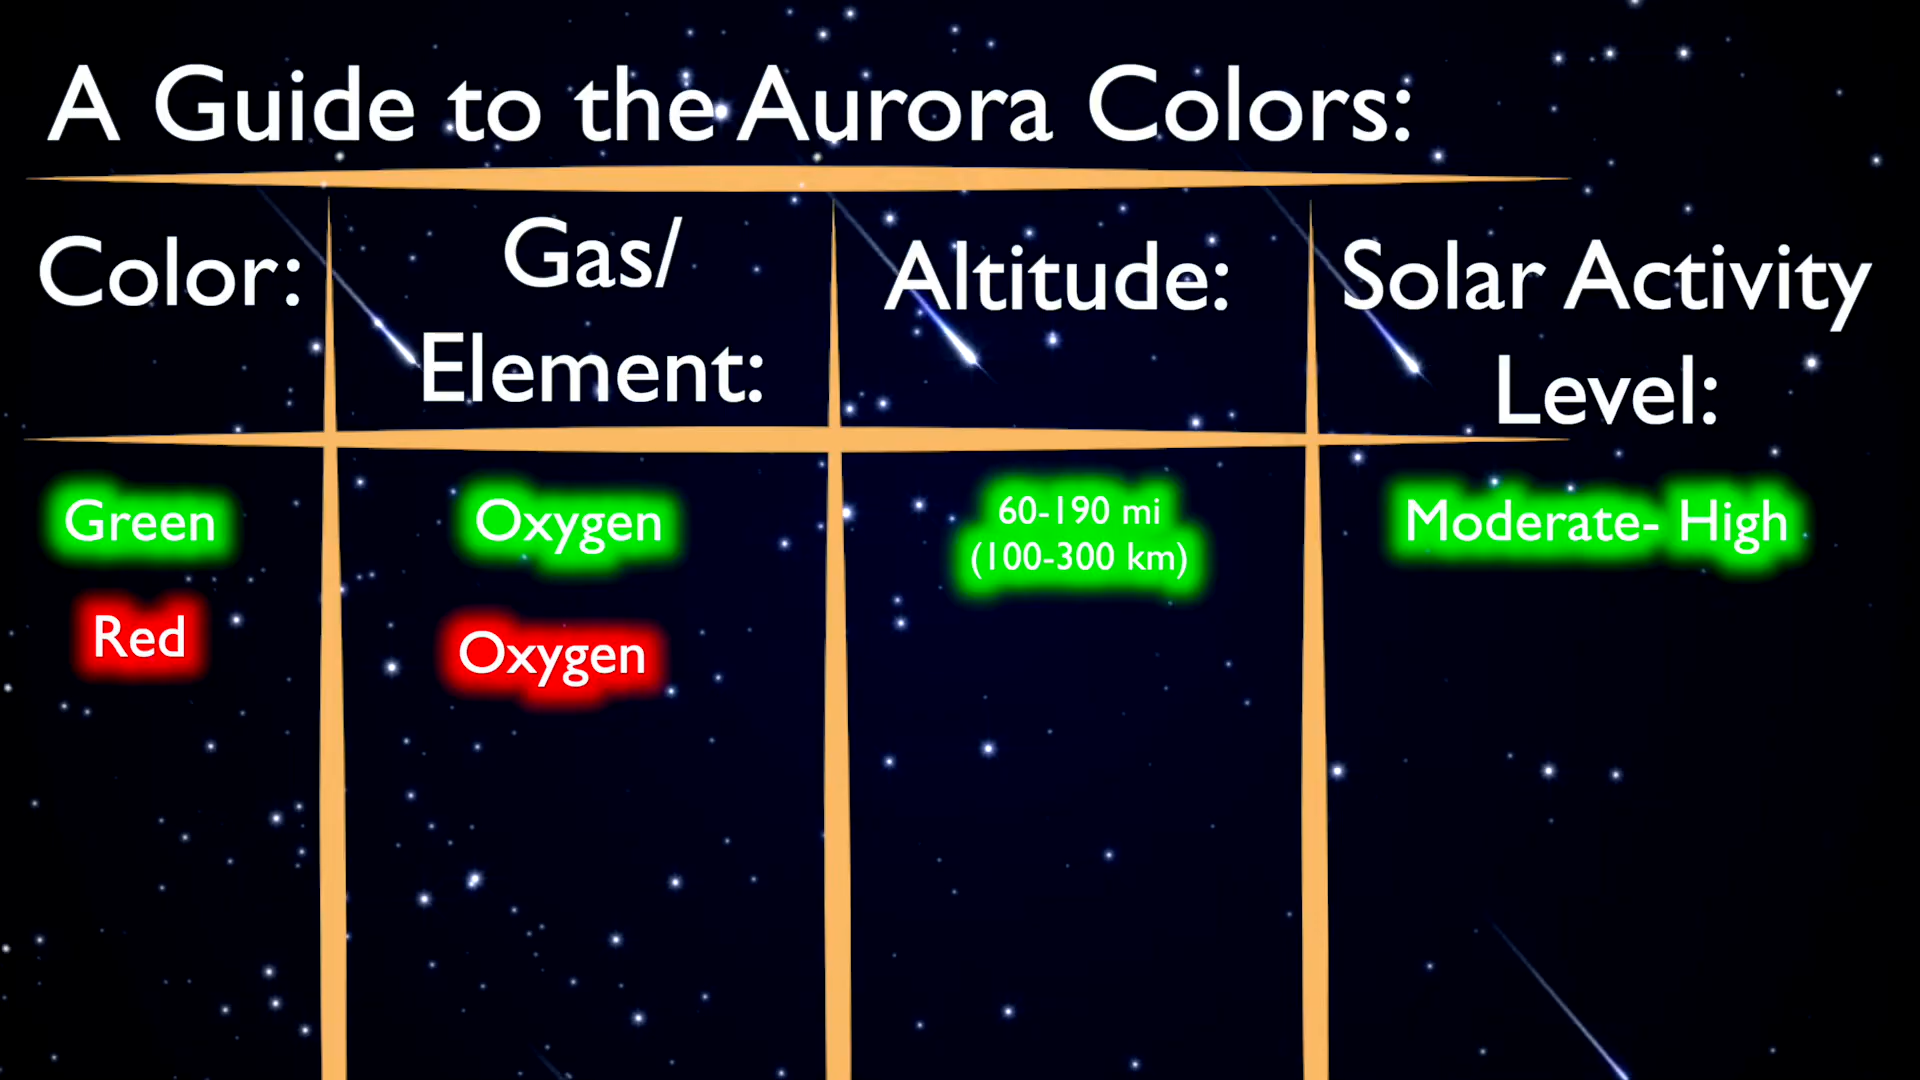 A Guide to the Aurora Colors:
Color:
Gas/
Element:
Altitude:
Solar Activity
Level:
Green
Oxygen
60-190 mi
(100-300 km)
Moderate- High
Red
Oxygen